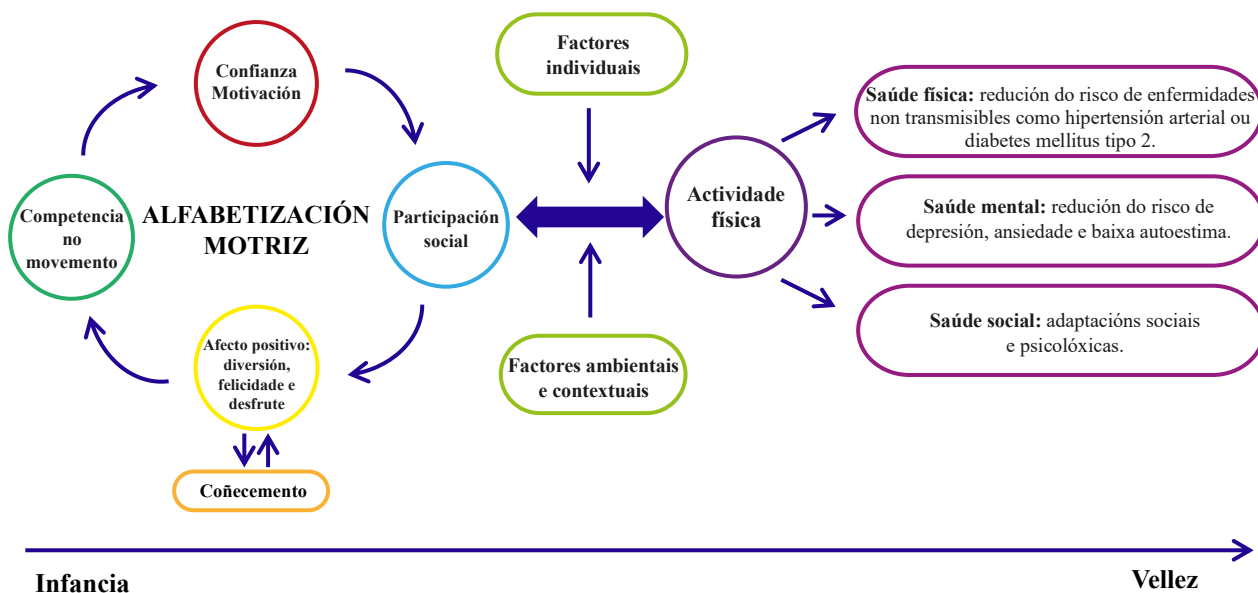 Confianza
Motivación
Competencia
no
movemento
ALFABETIZACIÓN
MOTRIZ
Participación
social
Afecto positivo:
diversión,
felicidade e
desfrute
Coñecemento
Factores
individuais
Factores ambientais
e contextuais
Actividade
física
Saúde física: redución do risco de enfermidades
non transmisibles como hipertensión arterial ou
diabetes mellitus tipo 2.
Saúde mental: redución do risco de
depresión, ansiedade e baixa autoestima.
Saúde social: adaptacións sociais
e psicolóxicas.
Infancia
Vellez